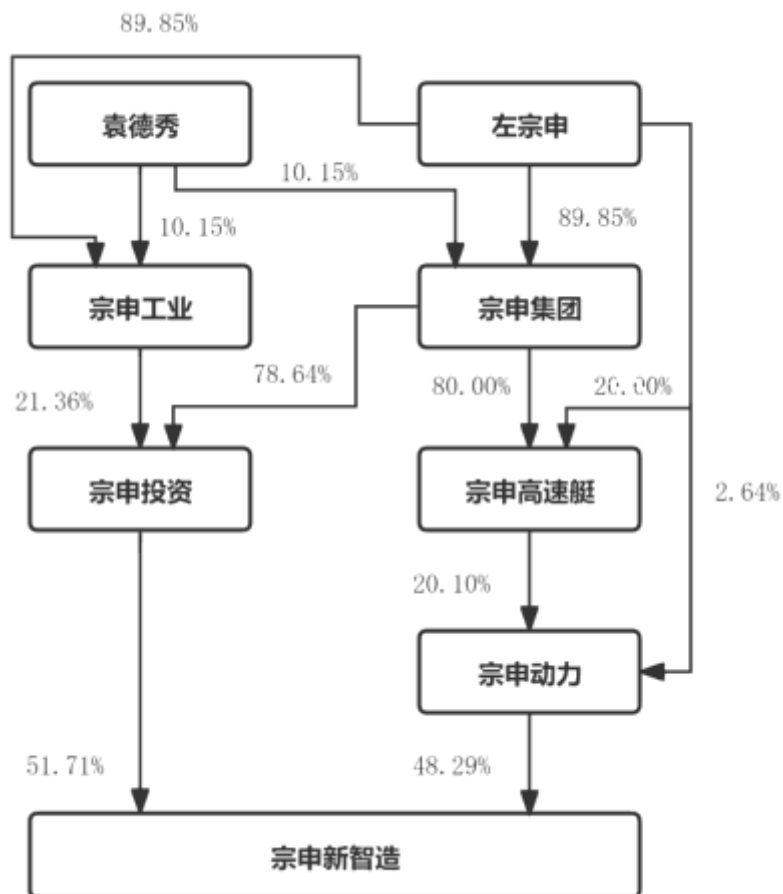 89.85%
袁德秀
左宗申
10.15%
10.15%
89.85%
宗申工业
宗申集团
78.64%
21.36%
80.00%
20.00%
宗申投资
宗申高速艇
2.64%
20.10%
宗申动力
51.71%
48.29%
宗申新智造